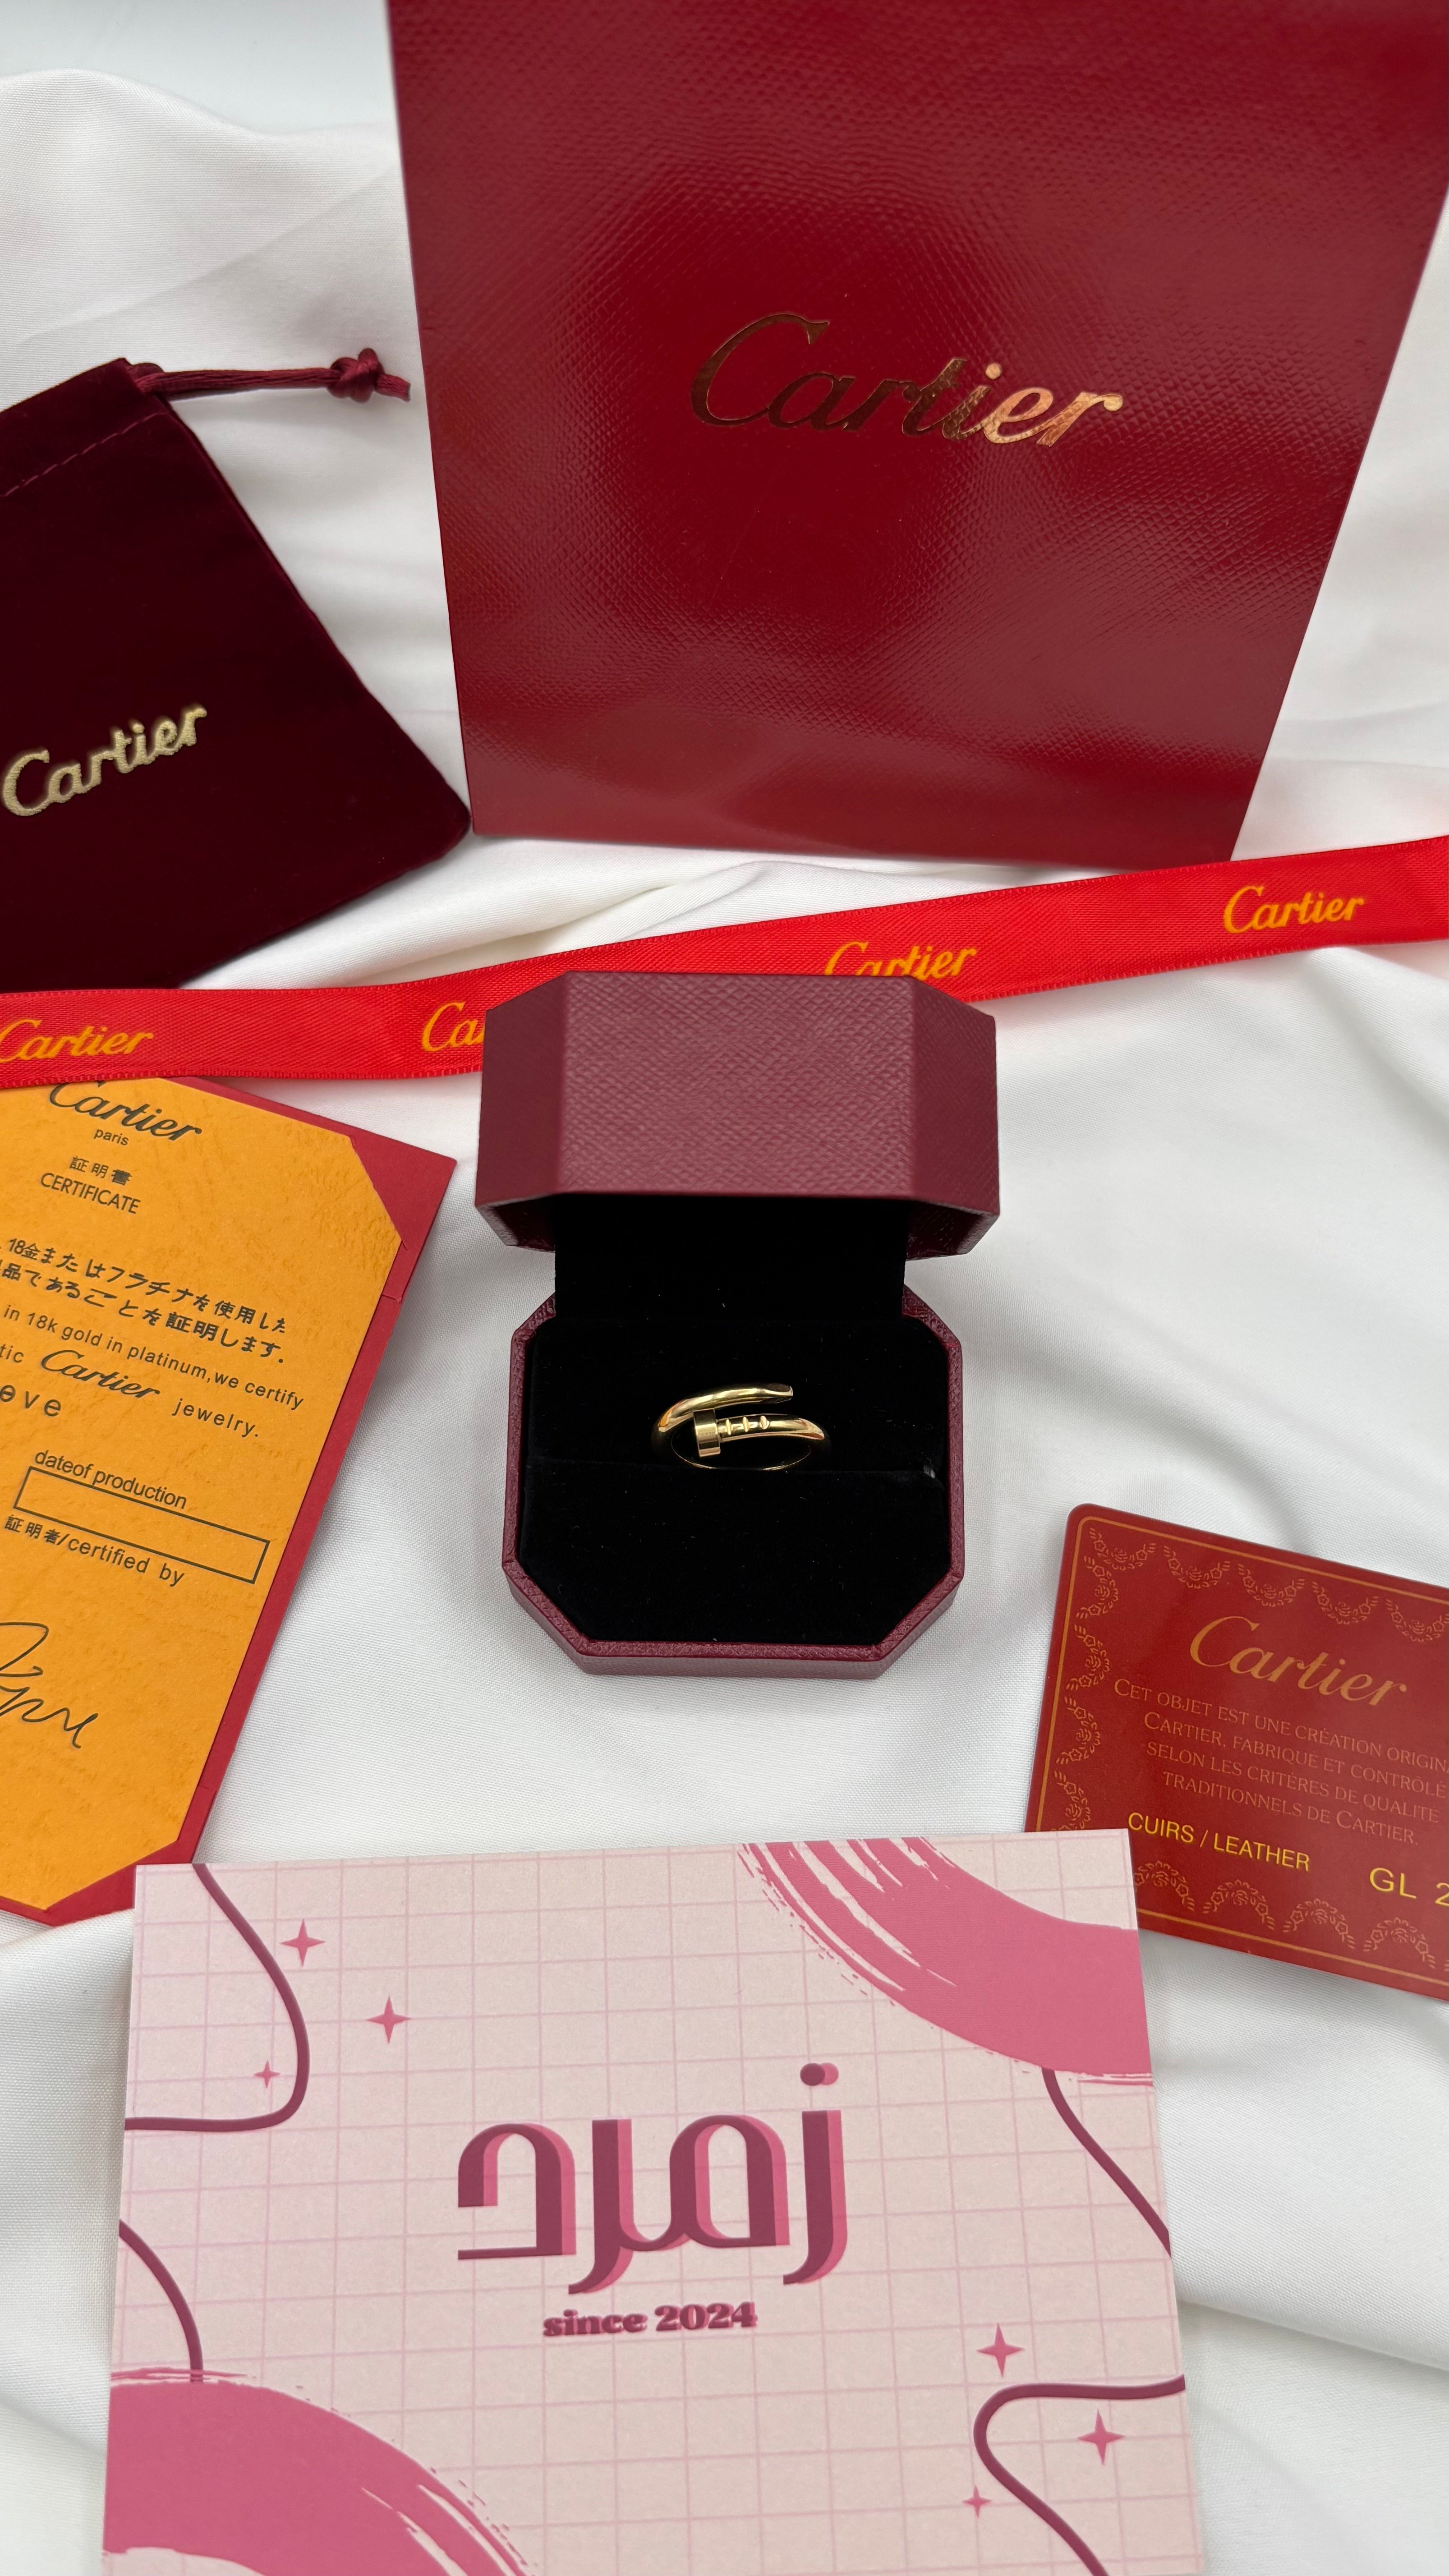 Cartier
Cartier
Cartier
Cartier
Cartier
Cartier
paris
証明書
CERTIFICATE
18金またはプラチナを使用した
品であることを証明します.
in 18k gold in platinum,we certify
Cartier jewelry.
dateof production
証明者/certified by
Cartier
CET OBJET EST UNE CRÉATION
CARTIER, FABRIQUE ET CONTRÔLÉ
SELON LES CRITÈRES DE QUALITE
TRADITIONNELS DE CARTIER.
CUIRS / LEATHER
GL 2
زمرد
since 2024